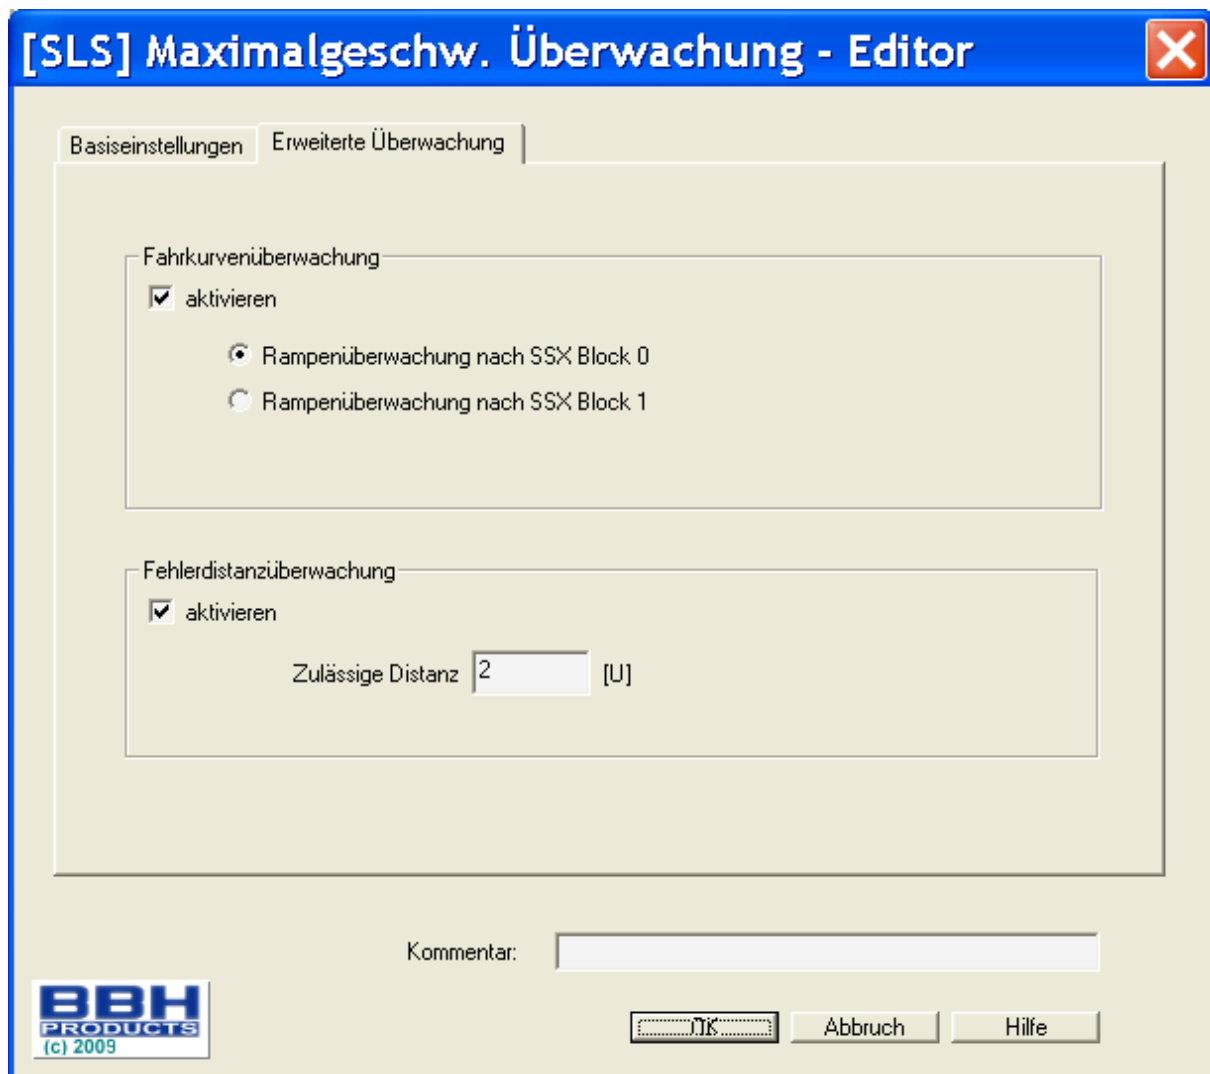 [SLS] Maximalgeschw. Überwachung - Editor
Basiseinstellungen Erweiterte Überwachung
Fahrkurvenüberwachung
aktivieren
Rampenüberwachung nach SSX Block 0
Rampenüberwachung nach SSX Block 1
Fehlerdistanzüberwachung
aktivieren
Zulässige Distanz 2 [U]
Kommentar:
BBH
PRODUCTS
(c) 2009
OK Abbruch Hilfe